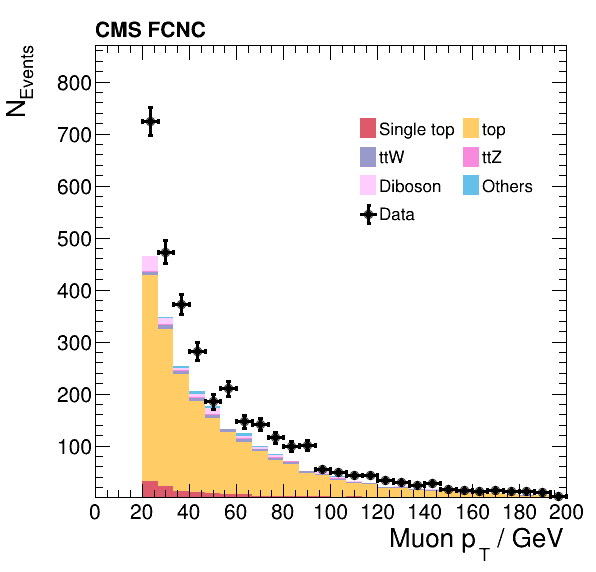 CMS FCNC
N_Events
800
700
600
500
400
300
200
100
Single top
top
ttW
ttZ
Diboson
Others
Data
0 20 40 60 80 100 120 140 160 180 200
Muon p_T / GeV